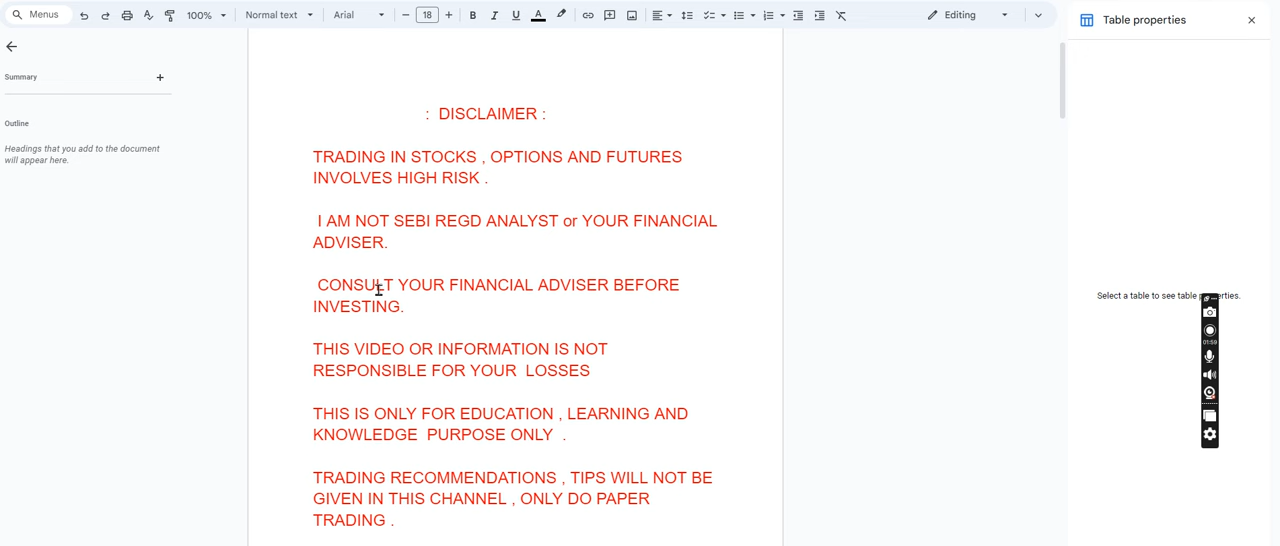 Menus 100% Normal text Arial 18 B I U A Editing
Table properties
Summary
Outline
Headings that you add to the document
will appear here.
: DISCLAIMER :
TRADING IN STOCKS , OPTIONS AND FUTURES
INVOLVES HIGH RISK .
I AM NOT SEBI REGD ANALYST or YOUR FINANCIAL
ADVISER.
CONSULT YOUR FINANCIAL ADVISER BEFORE
INVESTING.
THIS VIDEO OR INFORMATION IS NOT
RESPONSIBLE FOR YOUR LOSSES
THIS IS ONLY FOR EDUCATION , LEARNING AND
KNOWLEDGE PURPOSE ONLY .
TRADING RECOMMENDATIONS , TIPS WILL NOT BE
GIVEN IN THIS CHANNEL , ONLY DO PAPER
TRADING .
Select a table to see table properties.
01:59